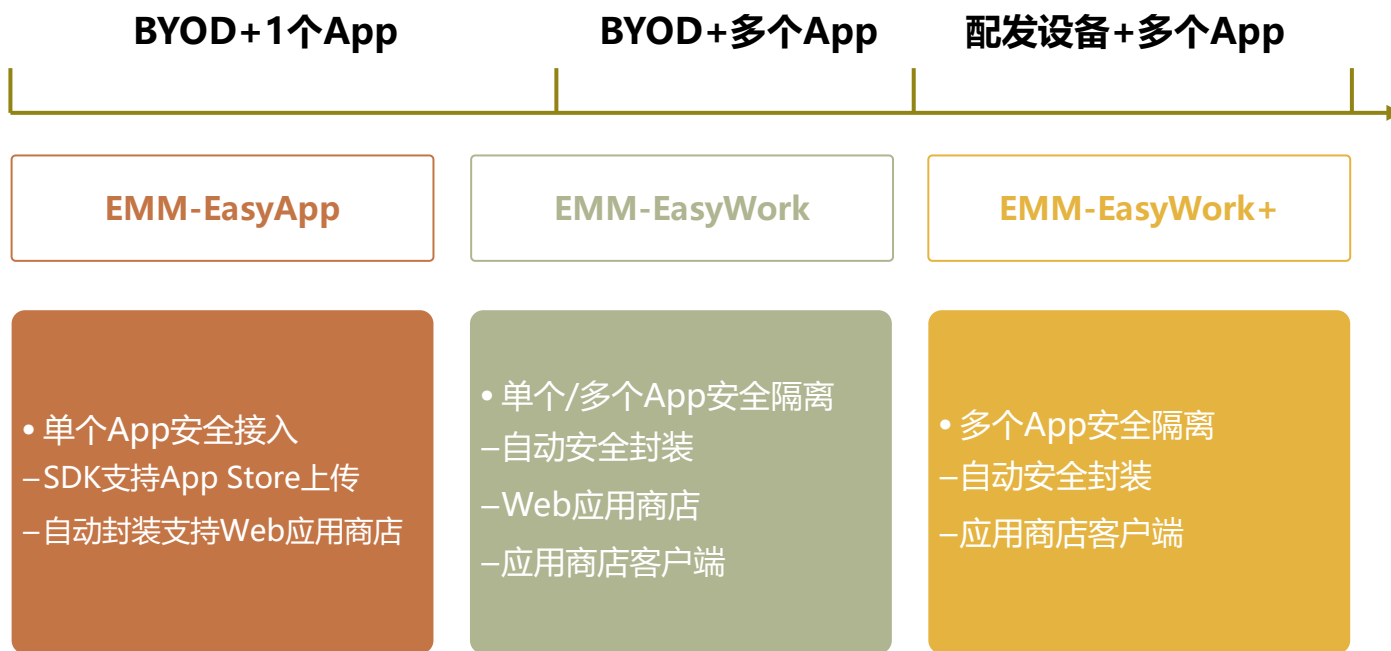 BYOD+1个App
BYOD+多个App
配发设备+多个App
EMM-EasyApp
EMM-EasyWork
EMM-EasyWork+
•单个App安全接入
–SDK支持App Store上传
–自动封装支持Web应用商店
•单个/多个App安全隔离
–自动安全封装
–Web应用商店
–应用商店客户端
•多个App安全隔离
–自动安全封装
–应用商店客户端